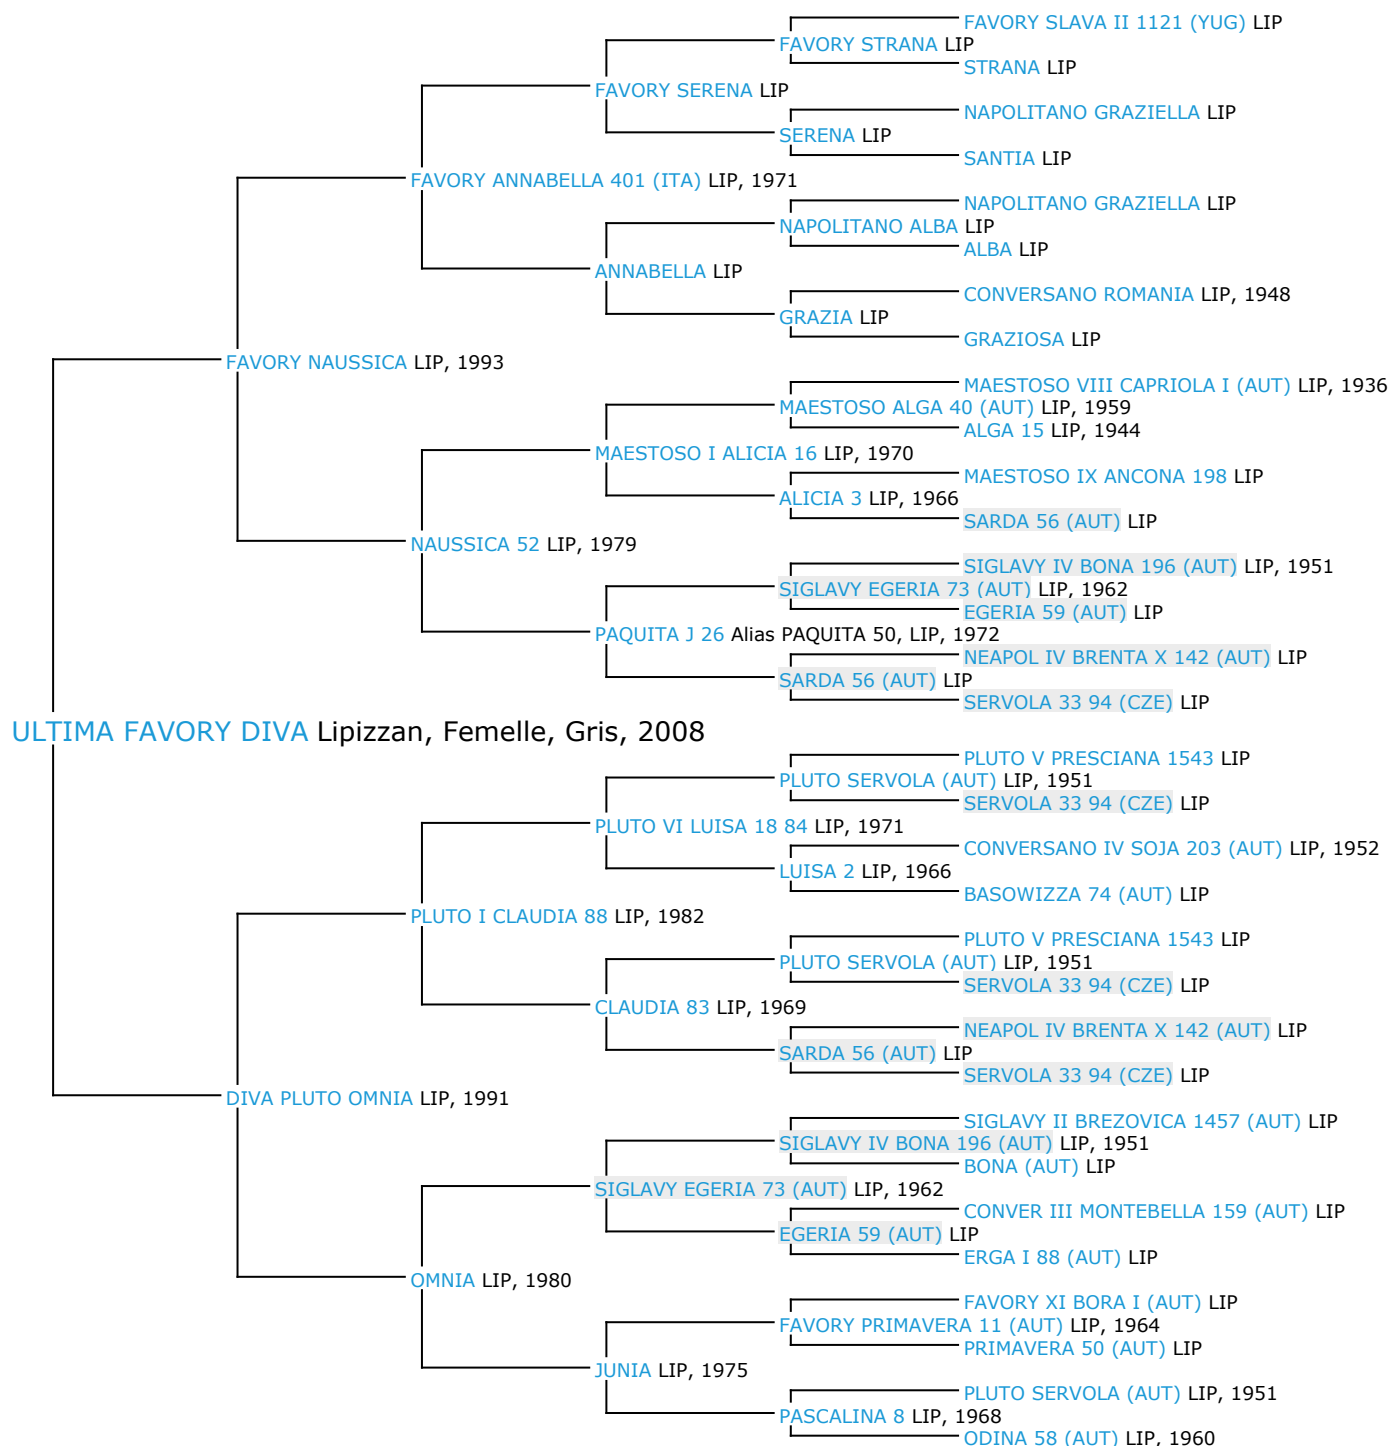 FAVORY SLAVA II 1121 (YUG) LIP
FAVORY STRANA LIP
STRANA LIP
FAVORY SERENA LIP
NAPOLITANO GRAZIELLA LIP
SERENA LIP
SANTIA LIP
FAVORY ANNABELLA 401 (ITA) LIP, 1971
NAPOLITANO GRAZIELLA LIP
NAPOLITANO ALBA LIP
ALBA LIP
ANNABELLA LIP
CONVERSANO ROMANIA LIP, 1948
GRAZIA LIP
GRAZIOSA LIP
FAVORY NAUSSICA LIP, 1993
MAESTOSO VIII CAPRIOLA I (AUT) LIP, 1936
MAESTOSO ALGA 40 (AUT) LIP, 1959
ALGA 15 LIP, 1944
MAESTOSO I ALICIA 16 LIP, 1970
MAESTOSO IX ANCONA 198 LIP
ALICIA 3 LIP, 1966
SARDA 56 (AUT) LIP
NAUSSICA 52 LIP, 1979
SIGLAVY IV BONA 196 (AUT) LIP, 1951
SIGLAVY EGERIA 73 (AUT) LIP, 1962
EGERIA 59 (AUT) LIP
PAQUITA J 26 Alias PAQUITA 50, LIP, 1972
NEAPOL IV BRENTA X 142 (AUT) LIP
SARDA 56 (AUT) LIP
SERVOLA 33 94 (CZE) LIP
ULTIMA FAVORY DIVA Lipizzan, Femelle, Gris, 2008
PLUTO V PRESCIANA 1543 LIP
PLUTO SERVOLA (AUT) LIP, 1951
SERVOLA 33 94 (CZE) LIP
PLUTO VI LUISA 18 84 LIP, 1971
CONVERSANO IV SOJA 203 (AUT) LIP, 1952
LUISA 2 LIP, 1966
BASOWIZZA 74 (AUT) LIP
PLUTO I CLAUDIA 88 LIP, 1982
PLUTO V PRESCIANA 1543 LIP
PLUTO SERVOLA (AUT) LIP, 1951
SERVOLA 33 94 (CZE) LIP
CLAUDIA 83 LIP, 1969
NEAPOL IV BRENTA X 142 (AUT) LIP
SARDA 56 (AUT) LIP
SERVOLA 33 94 (CZE) LIP
DIVA PLUTO OMNIA LIP, 1991
SIGLAVY II BREZOVICA 1457 (AUT) LIP
SIGLAVY IV BONA 196 (AUT) LIP, 1951
BONA (AUT) LIP
SIGLAVY EGERIA 73 (AUT) LIP, 1962
CONVER III MONTEBELLA 159 (AUT) LIP
EGERIA 59 (AUT) LIP
ERGA I 88 (AUT) LIP
OMNIA LIP, 1980
FAVORY XI BORA I (AUT) LIP
FAVORY PRIMAVERA 11 (AUT) LIP, 1964
PRIMAVERA 50 (AUT) LIP
JUNIA LIP, 1975
PLUTO SERVOLA (AUT) LIP, 1951
PASCALINA 8 LIP, 1968
ODINA 58 (AUT) LIP, 1960